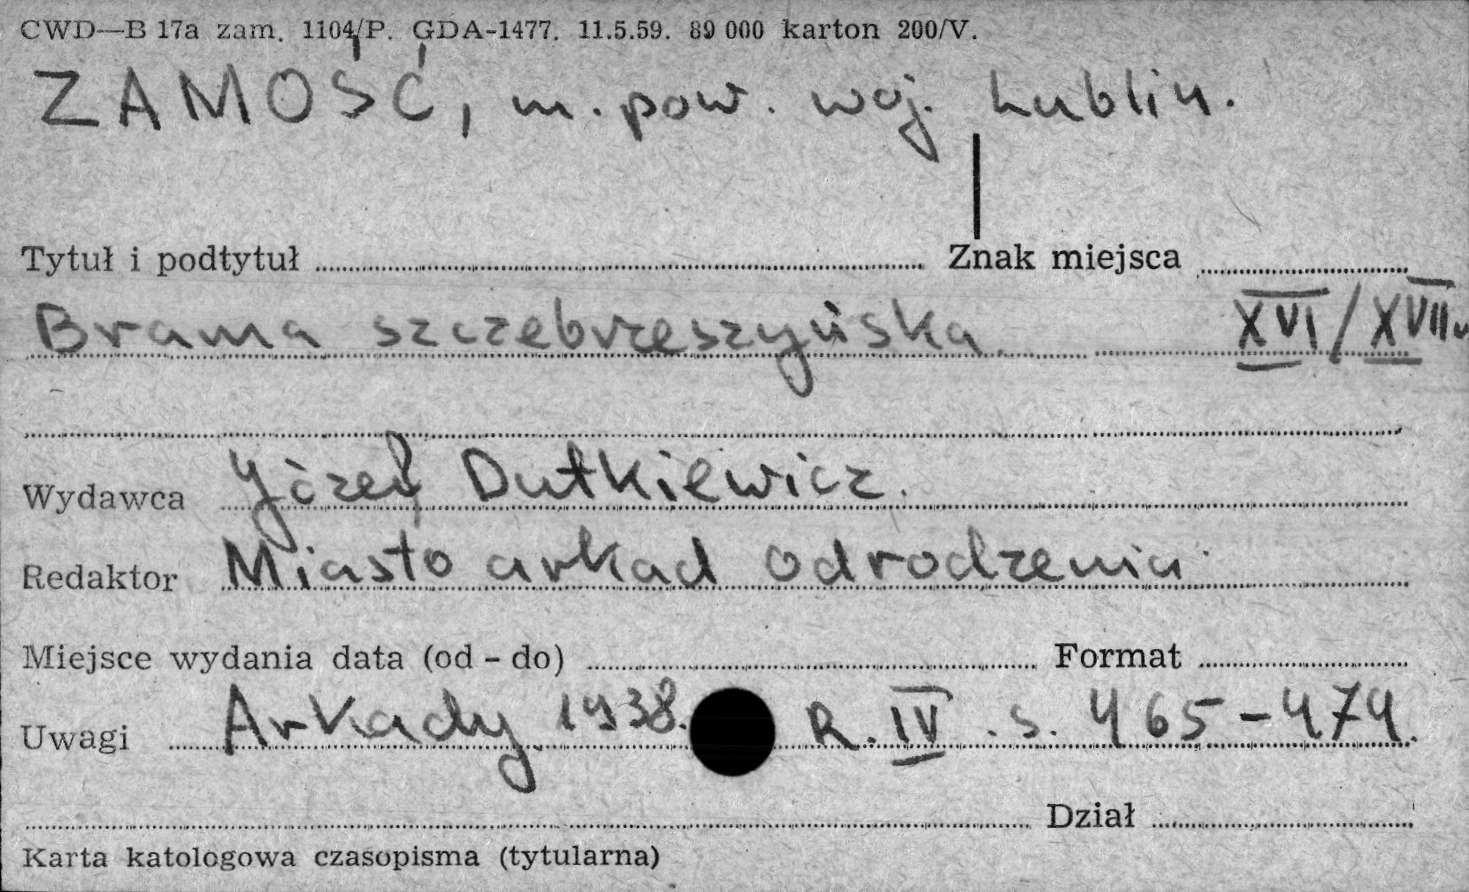 CWD—B 17a zam. 1104/P. GDA-1477. 11.5.59. 89 000 karton 200/V.
ZAMOŚĆ, m. pow. woj. Lublin.
Tytuł i podtytuł Znak miejsca
Brama szczebrzeszyńska. XVI/XVII w
Wydawca Józef Dutkiewicz.
Redaktor Miasto arkad odrodzenia.
Miejsce wydania data (od - do) Format
Uwagi Arkady 1938. R. IV. s. 465-474.
Dział
Karta katologowa czasopisma (tytularna)